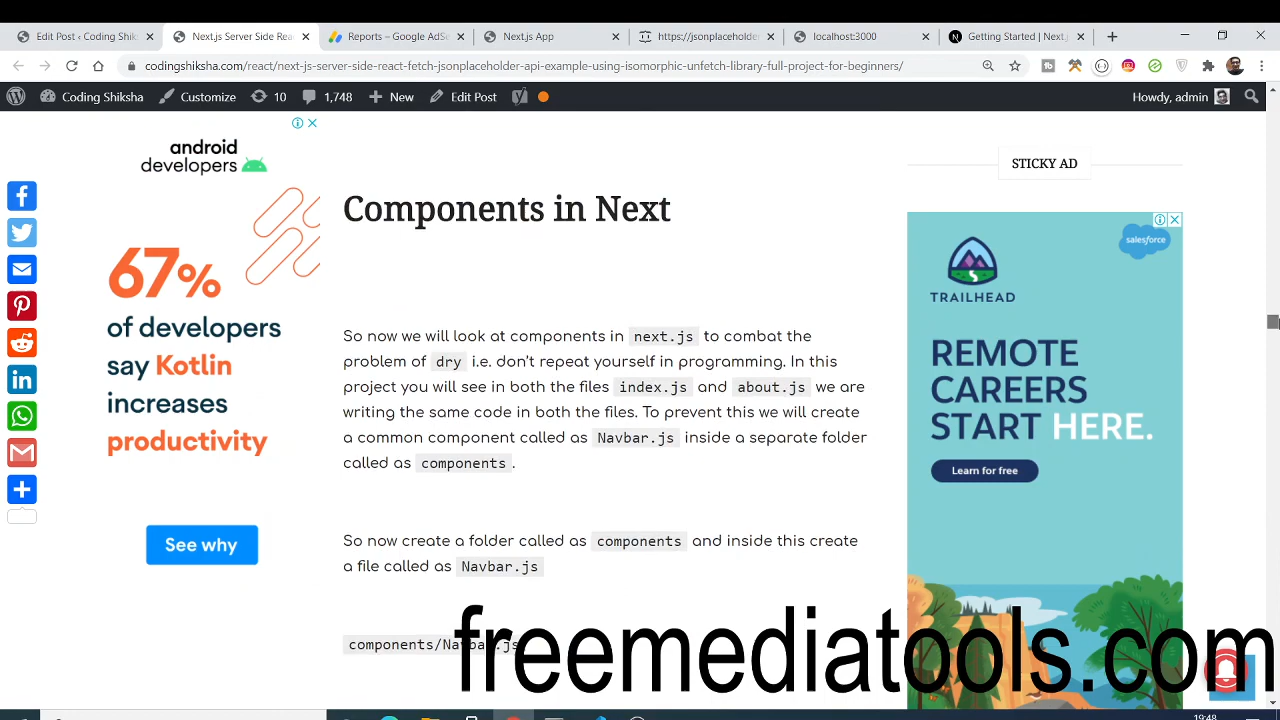 Edit Post ‹ Coding Shik
Next.js Server Side Rea
Reports – Google AdSe
Next.js App
https://jsonplaceholder
localhost:3000
Getting Started | Next.j
codingshiksha.com/react/next-js-server-side-react-fetch-jsonplaceholder-api-example-using-isomorphic-unfetch-library-full-project-for-beginners/
Coding Shiksha
Customize
10
1,748
New
Edit Post
Howdy, admin
android
developers
67%
of developers
say Kotlin
increases
productivity
See why
Components in Next
So now we will look at components in next.js to combat the
problem of dry i.e. don't repeat yourself in programming. In this
project you will see in both the files index.js and about.js we are
writing the same code in both the files. To prevent this we will create
a common component called as Navbar.js inside a separate folder
called as components .
So now create a folder called as components and inside this create
a file called as Navbar.js
components/Navbar.js
STICKY AD
salesforce
TRAILHEAD
REMOTE
CAREERS
START HERE.
Learn for free
freemediatools.com
19:48